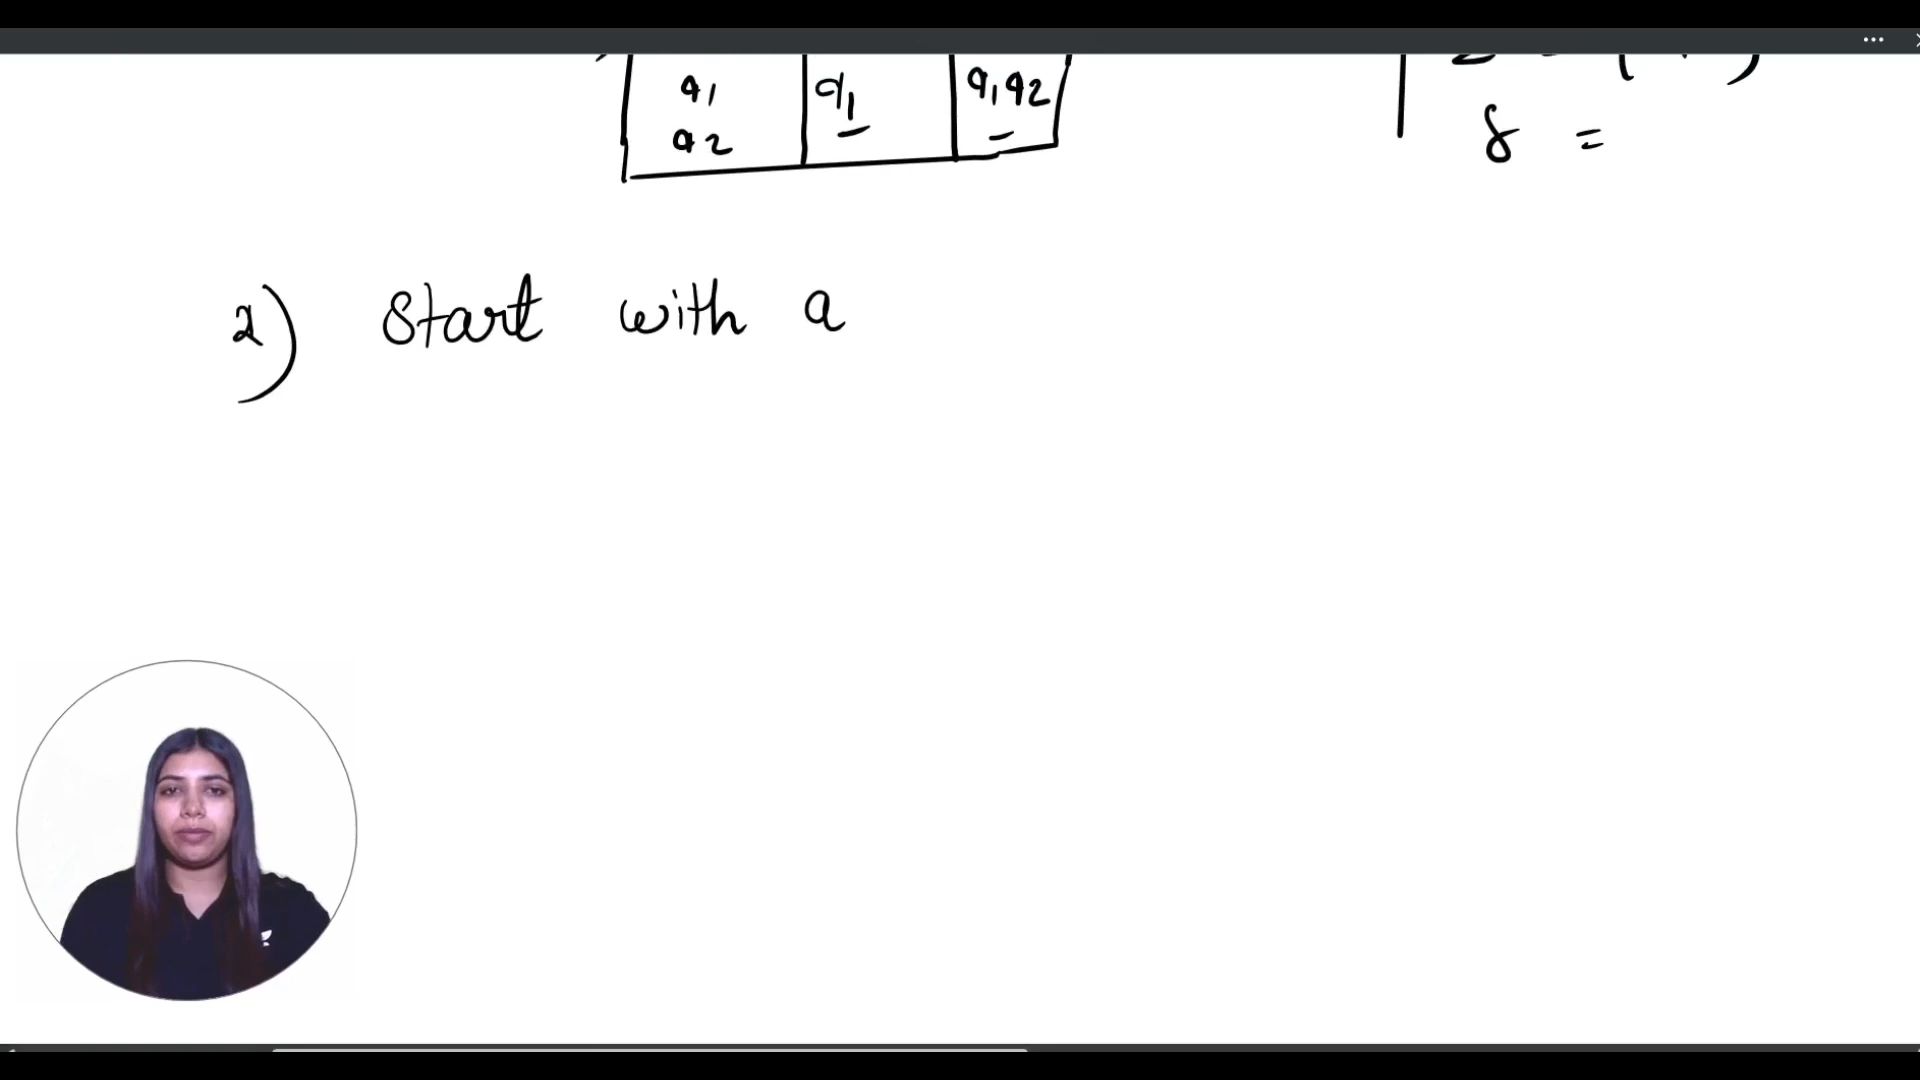 q1 q1 q1q2
q2
δ =
2) Start with a